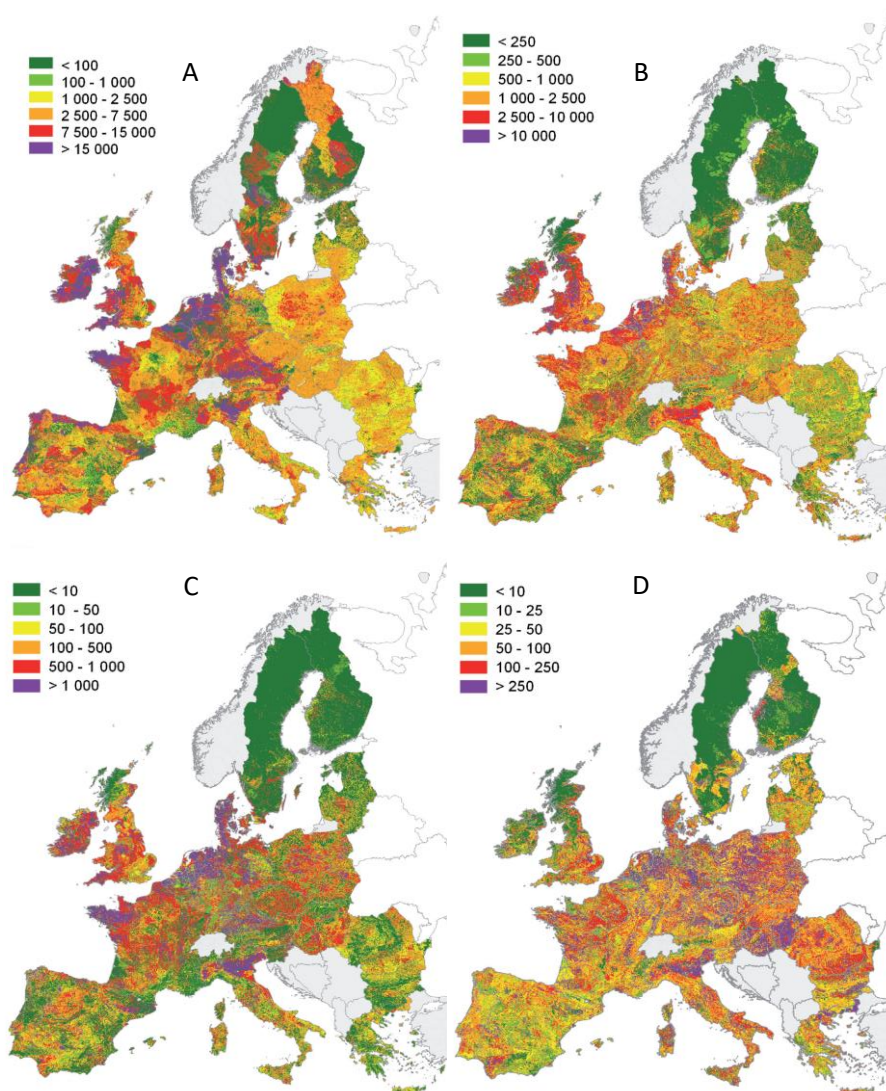 A
< 100
100 - 1 000
1 000 - 2 500
2 500 - 7 500
7 500 - 15 000
> 15 000
B
< 250
250 - 500
500 - 1 000
1 000 - 2 500
2 500 - 10 000
> 10 000
C
< 10
10 - 50
50 - 100
100 - 500
500 - 1 000
> 1 000
D
< 10
10 - 25
25 - 50
50 - 100
100 - 250
> 250